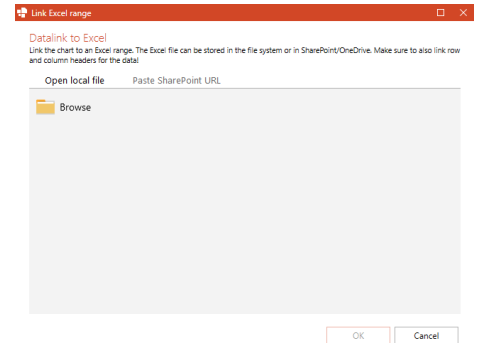 Link Excel range
Datalink to Excel
Link the chart to an Excel range. The Excel file can be stored in the file system or in SharePoint/OneDrive. Make sure to also link row
and column headers for the data!
Open local file Paste SharePoint URL
Browse
OK Cancel